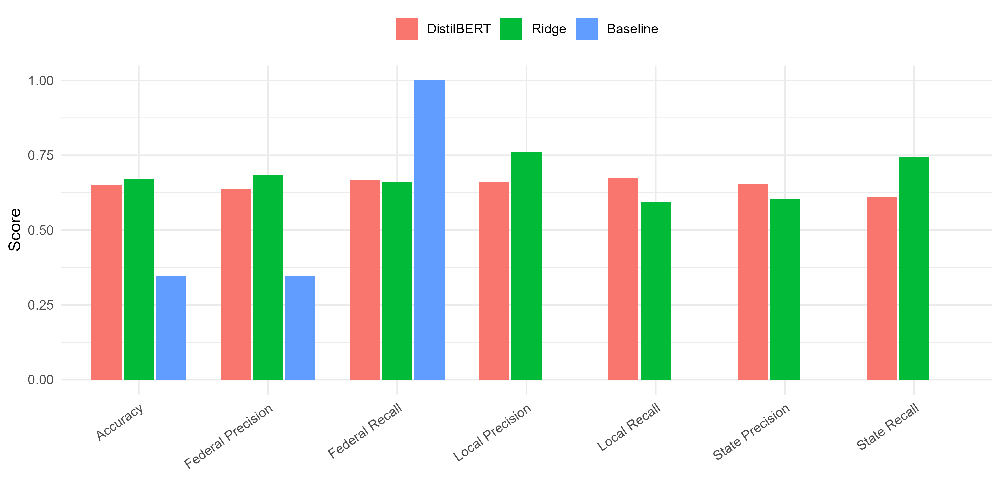 DistilBERT Ridge Baseline
Score
1.00
0.75
0.50
0.25
0.00
Accuracy
Federal Precision
Federal Recall
Local Precision
Local Recall
State Precision
State Recall